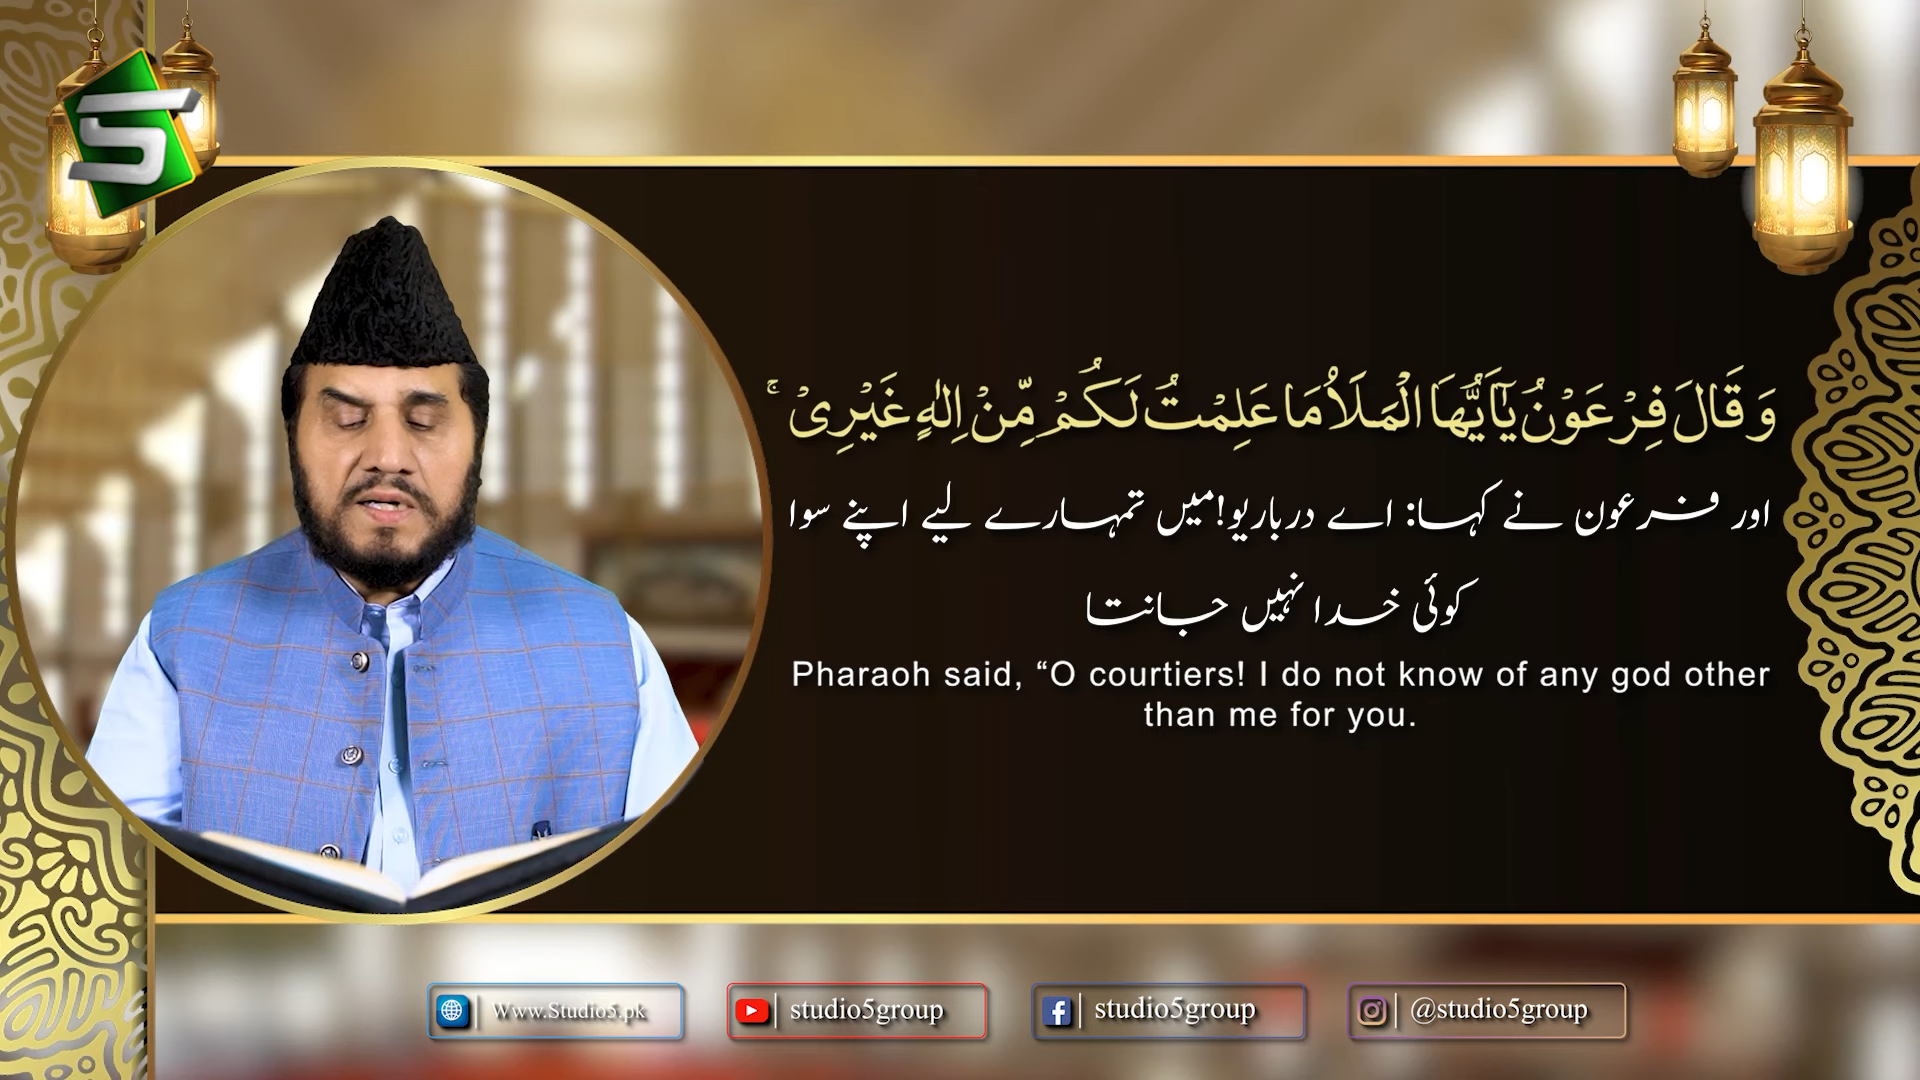 وَ قَالَ فِرْعَوْنُ یٰۤاَیُّهَا الْمَلَاُ مَا عَلِمْتُ لَكُمْ مِّنْ اِلٰهٍ غَیْرِیْ ۚ
اور فرعون نے کہا: اے درباریو!میں تمہارے لیے اپنے سوا
کوئی خدا نہیں جانتا
Pharaoh said, “O courtiers! I do not know of any god other
than me for you.
Www.Studio5.pk
studio5group
studio5group
@studio5group